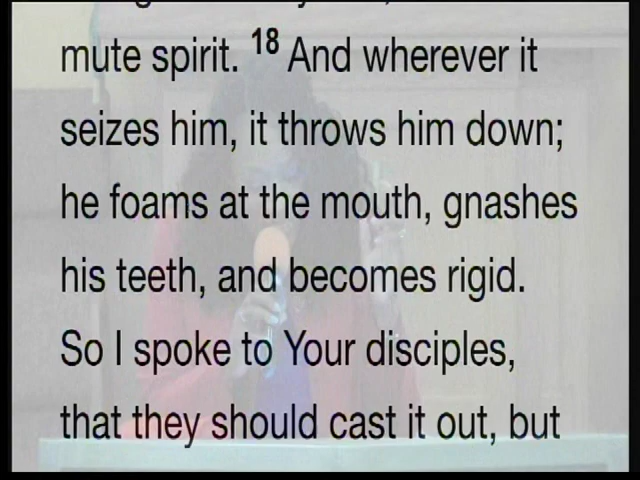 mute spirit. 18 And wherever it
seizes him, it throws him down;
he foams at the mouth, gnashes
his teeth, and becomes rigid.
So I spoke to Your disciples,
that they should cast it out, but